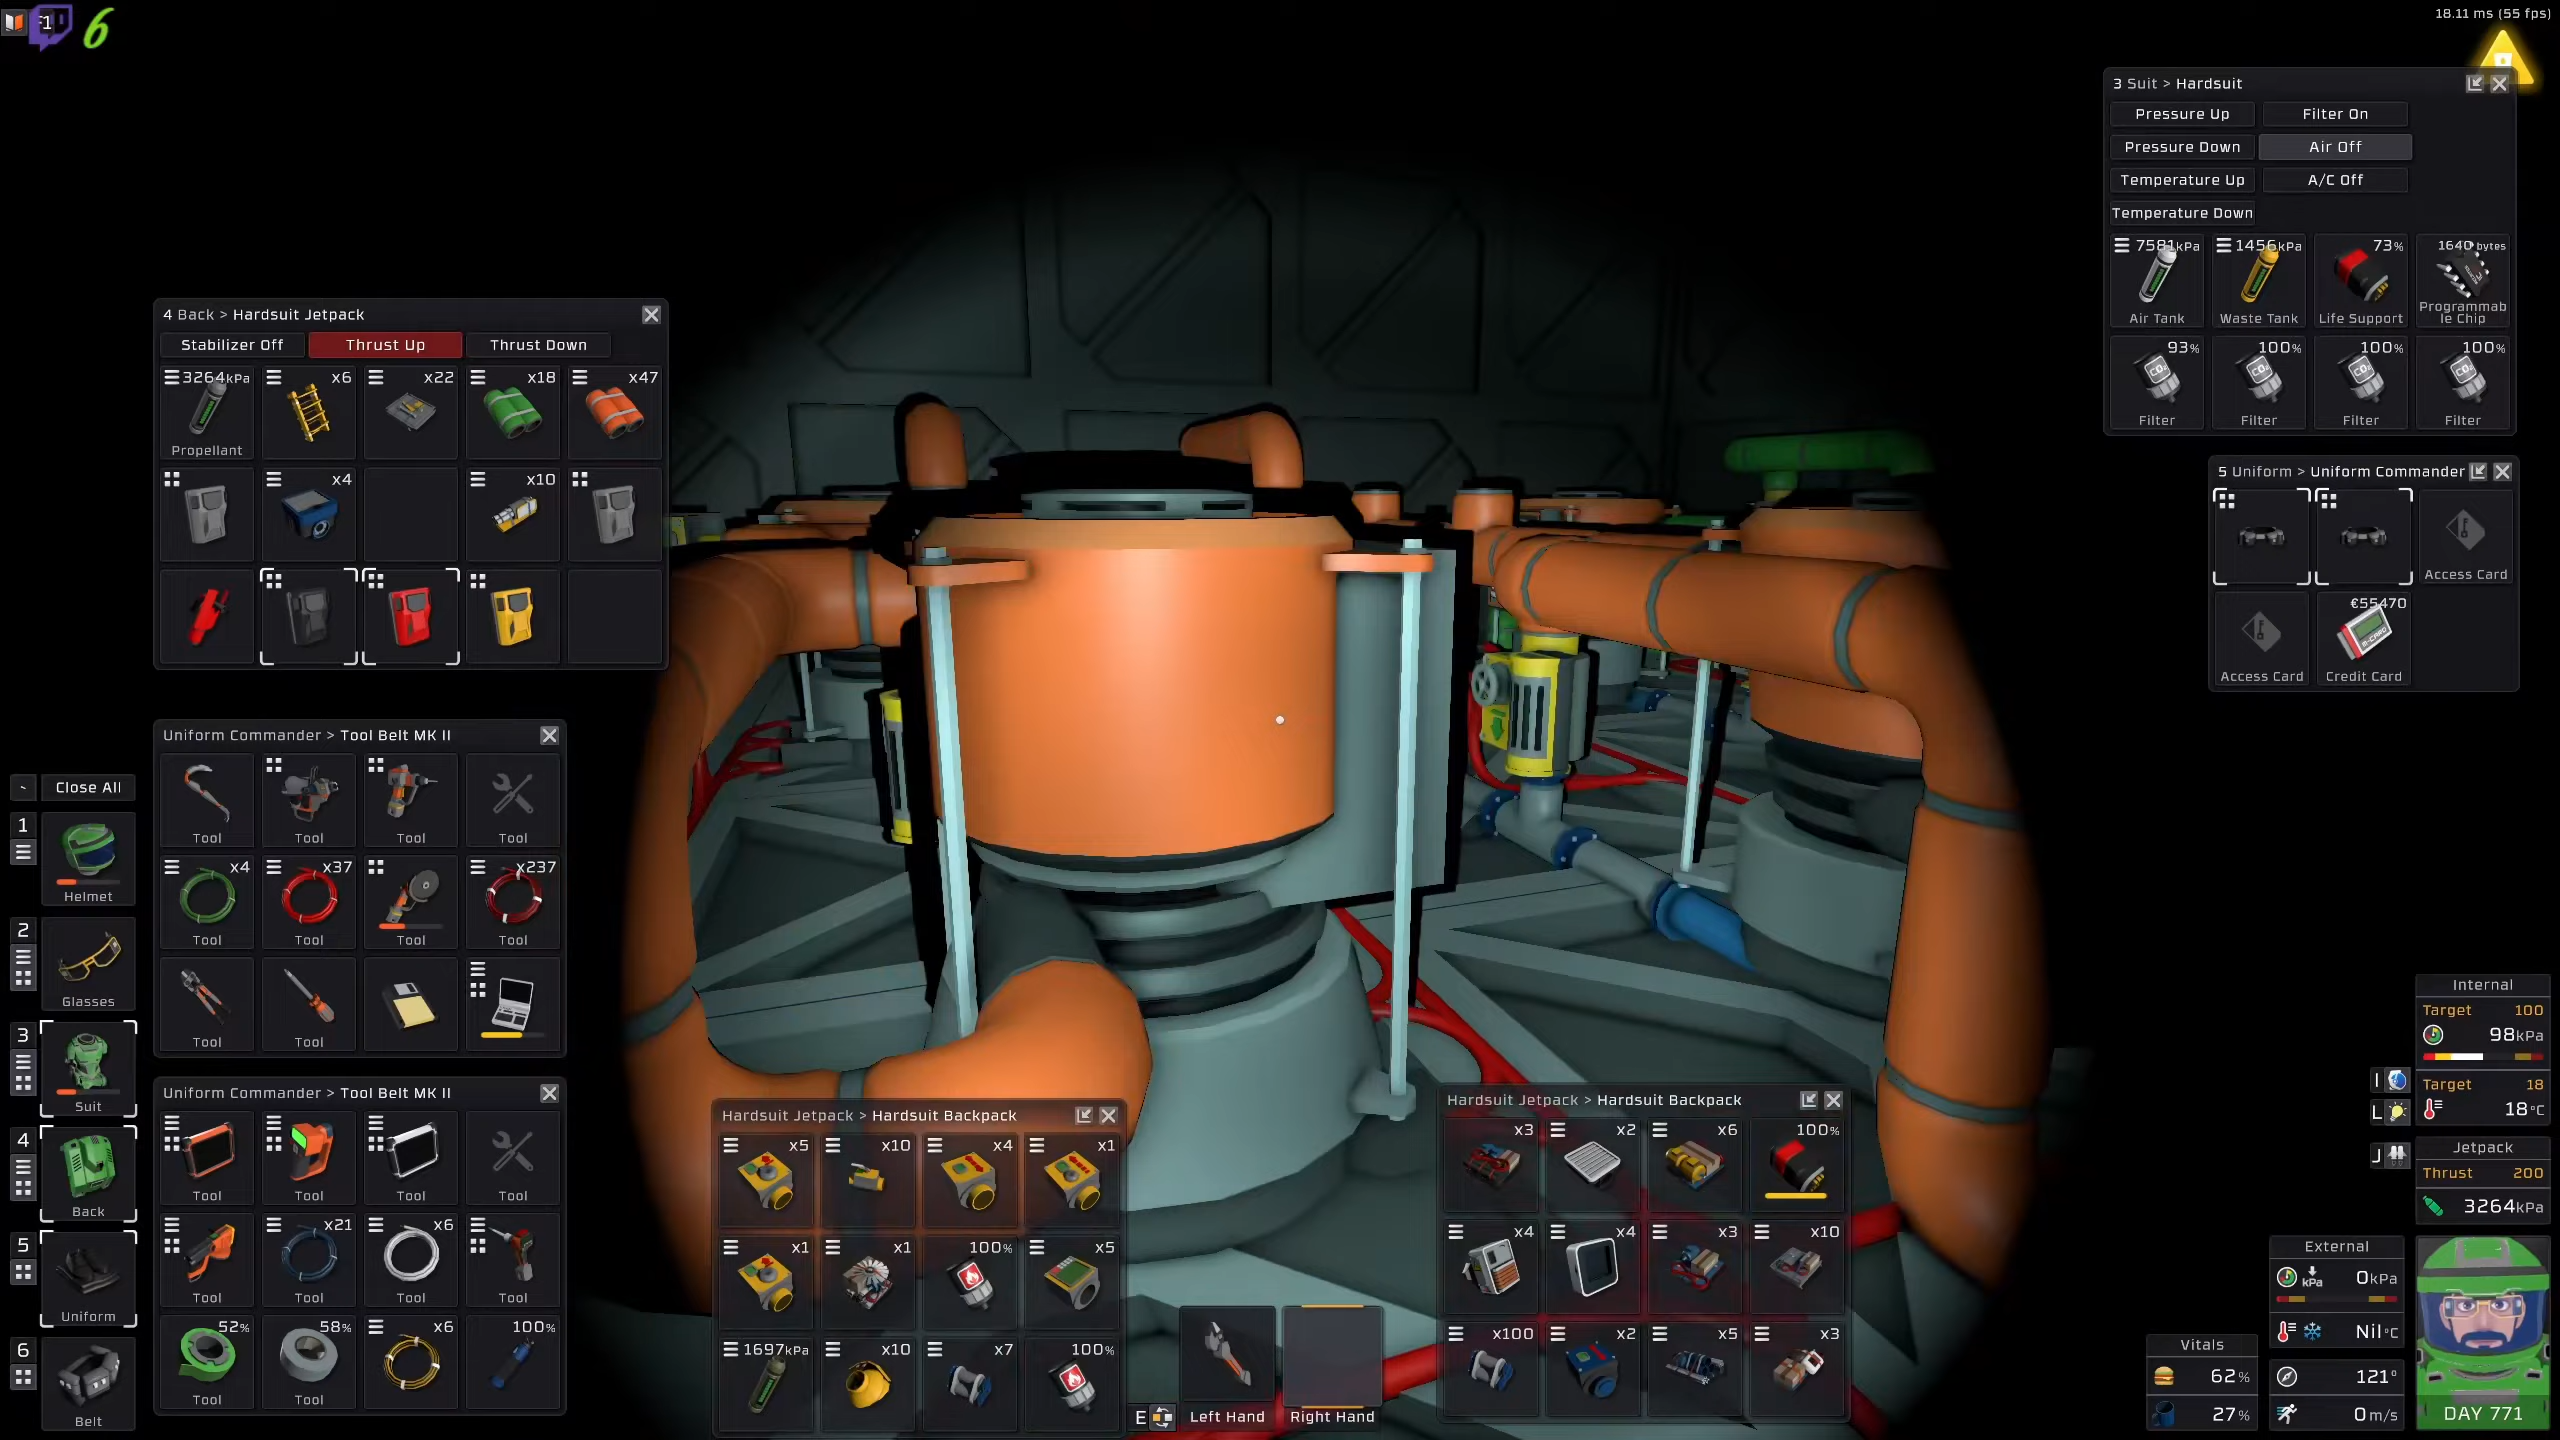 F1
6
18.11 ms (55 fps)
3 Suit > Hardsuit
Pressure Up
Filter On
Pressure Down
Air Off
Temperature Up
A/C Off
Temperature Down
7581kPa
Air Tank
1456kPa
Waste Tank
73%
Life Support
1640 bytes
Programmab
le Chip
93%
Filter
100%
Filter
100%
Filter
100%
Filter
4 Back > Hardsuit Jetpack
Stabilizer Off
Thrust Up
Thrust Down
3264kPa
Propellant
x6
x22
x18
x47
x4
x10
5 Uniform > Uniform Commander
Access Card
Access Card
€55470
Credit Card
Uniform Commander > Tool Belt MK II
Tool
Tool
Tool
Tool
x4
Tool
x37
Tool
Tool
x237
Tool
Tool
Tool
Tool
~
Close All
1
Helmet
2
Glasses
3
Suit
4
Back
5
Uniform
6
Belt
Uniform Commander > Tool Belt MK II
Tool
Tool
Tool
Tool
Tool
x21
Tool
x6
Tool
Tool
52%
Tool
58%
Tool
x6
Tool
100%
Tool
Hardsuit Jetpack > Hardsuit Backpack
x5
x10
x4
x1
x1
x1
100%
x5
1697kPa
x10
x7
100%
E
Left Hand
Right Hand
Hardsuit Jetpack > Hardsuit Backpack
x3
x2
x6
100%
x4
x4
x3
x10
x100
x2
x5
x3
Internal
Target 100
98kPa
I
Target 18
L
18°C
J
Jetpack
Thrust 200
3264kPa
External
kPa
0kPa
Nil°C
Vitals
62%
121°
27%
0m/s
DAY 771